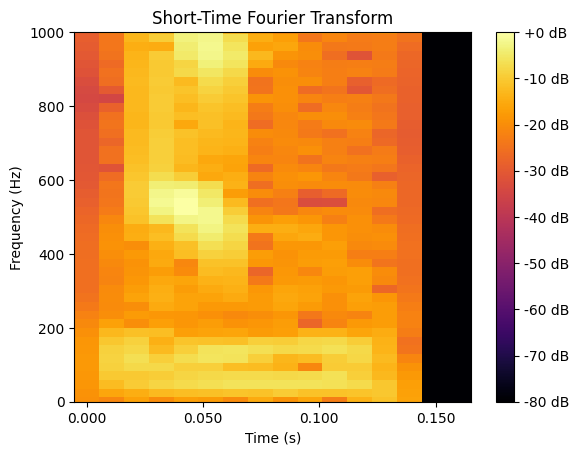 Short-Time Fourier Transform
Frequency (Hz)
1000
800
600
400
200
0
0.000
0.050
0.100
0.150
Time (s)
+0 dB
-10 dB
-20 dB
-30 dB
-40 dB
-50 dB
-60 dB
-70 dB
-80 dB